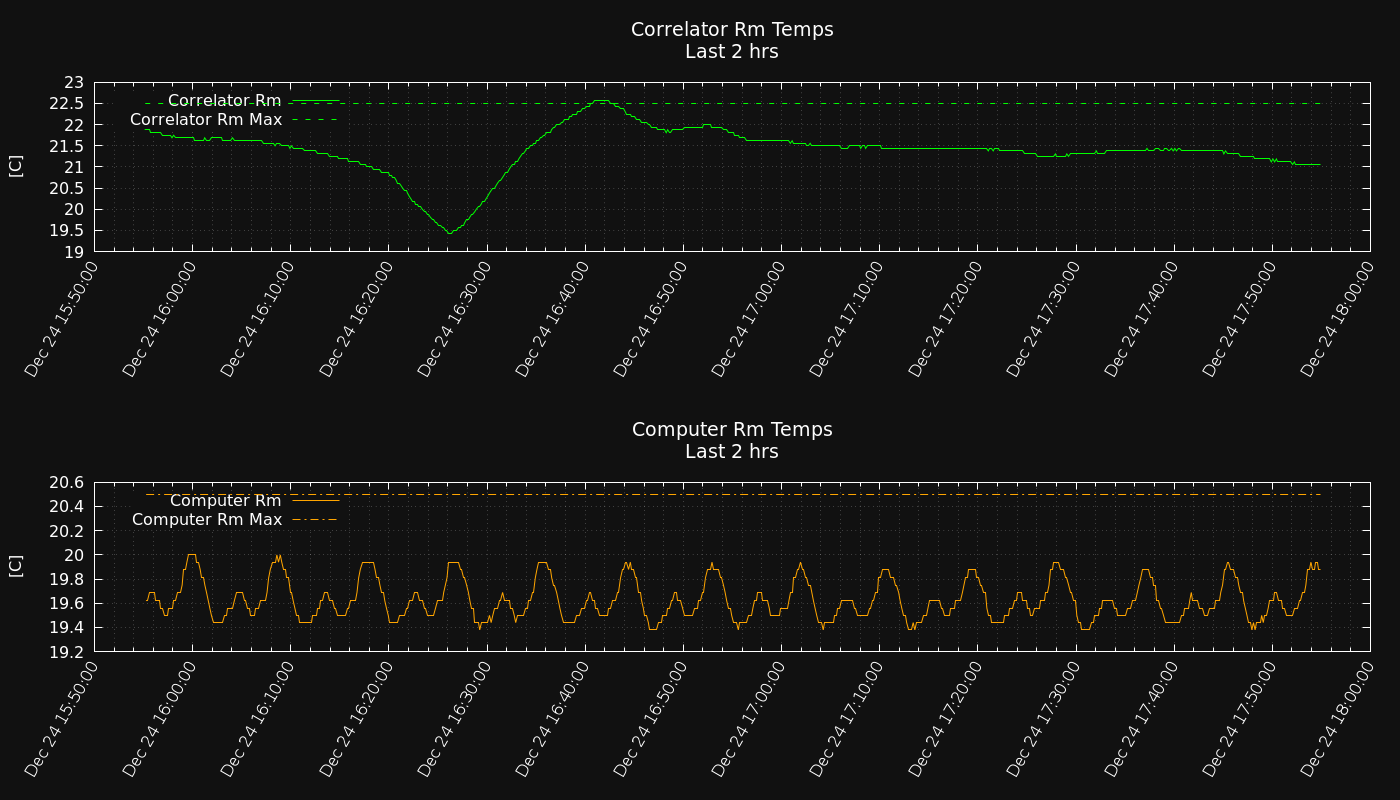 Correlator Rm Temps
Last 2 hrs
23
22.5
22
21.5
21
20.5
20
19.5
19
[C]
Correlator Rm
Correlator Rm Max
Dec 24 15:50:00
Dec 24 16:00:00
Dec 24 16:10:00
Dec 24 16:20:00
Dec 24 16:30:00
Dec 24 16:40:00
Dec 24 16:50:00
Dec 24 17:00:00
Dec 24 17:10:00
Dec 24 17:20:00
Dec 24 17:30:00
Dec 24 17:40:00
Dec 24 17:50:00
Dec 24 18:00:00
Computer Rm Temps
Last 2 hrs
20.6
20.4
20.2
20
19.8
19.6
19.4
19.2
[C]
Computer Rm
Computer Rm Max
Dec 24 15:50:00
Dec 24 16:00:00
Dec 24 16:10:00
Dec 24 16:20:00
Dec 24 16:30:00
Dec 24 16:40:00
Dec 24 16:50:00
Dec 24 17:00:00
Dec 24 17:10:00
Dec 24 17:20:00
Dec 24 17:30:00
Dec 24 17:40:00
Dec 24 17:50:00
Dec 24 18:00:00